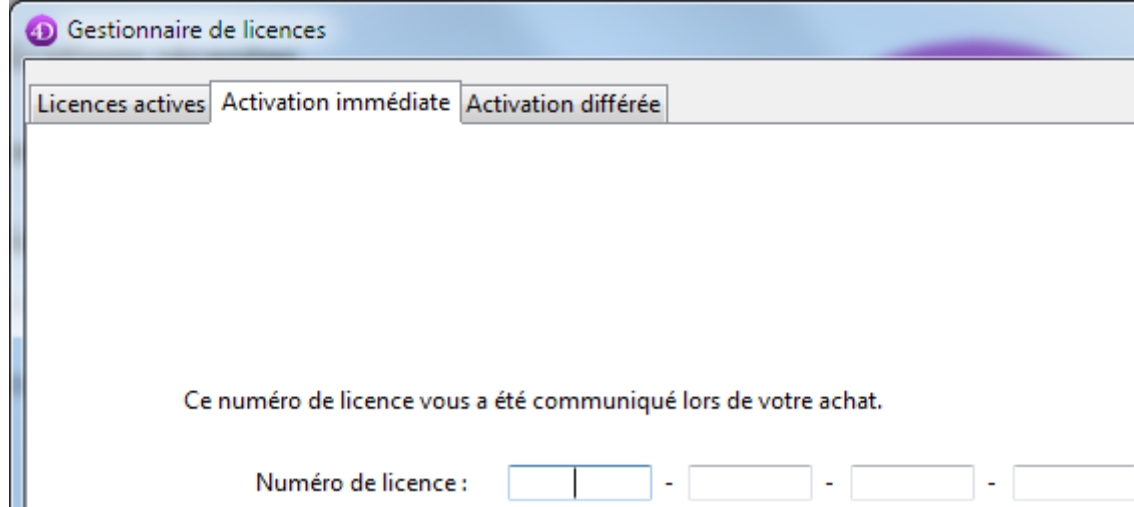 4D Gestionnaire de licences
Licences actives Activation immédiate Activation différée
Ce numéro de licence vous a été communiqué lors de votre achat.
Numéro de licence : - - -